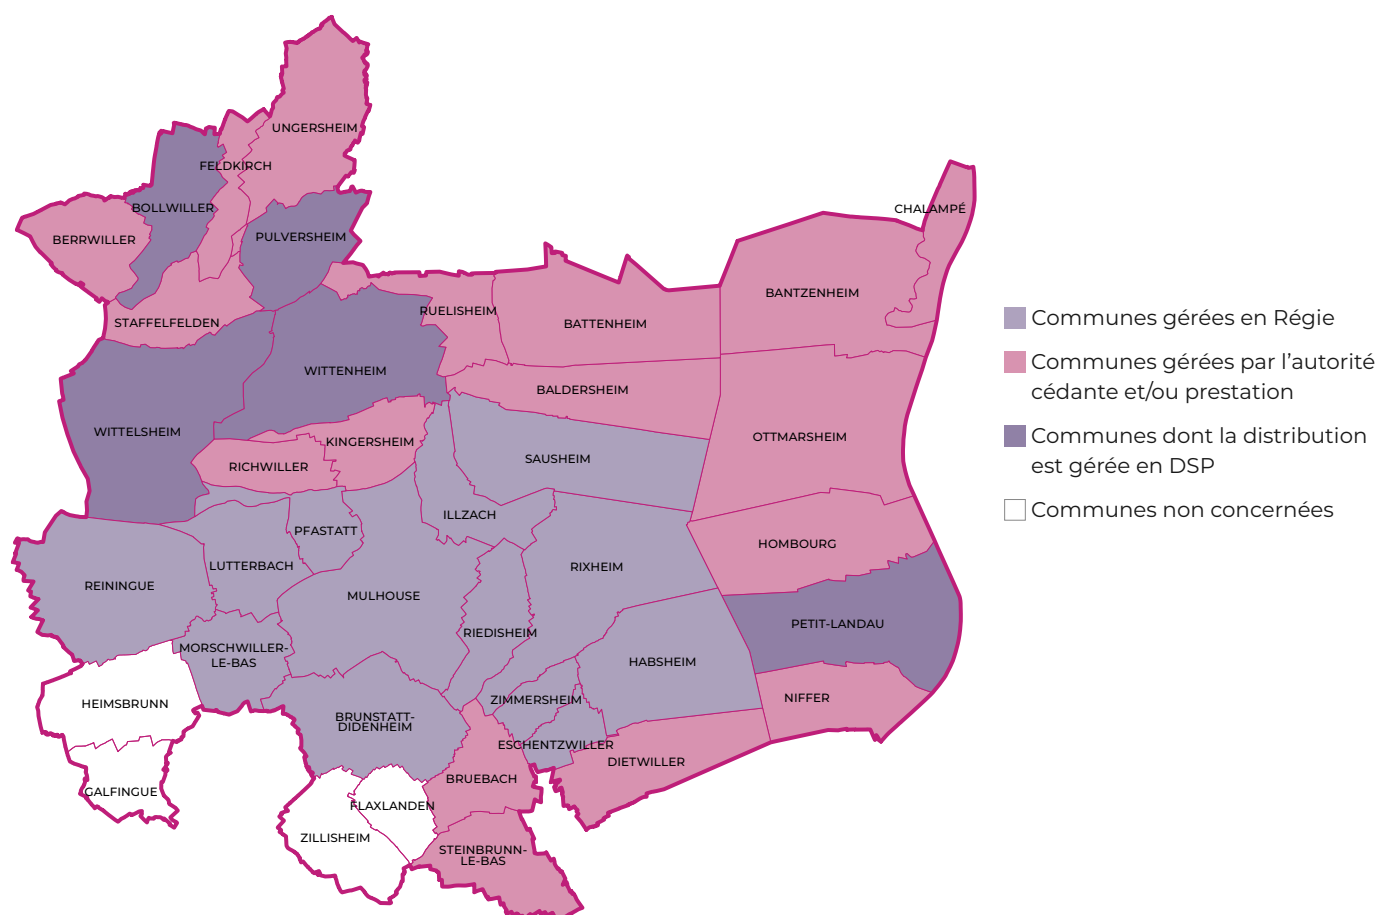 UNGERSHEIM
FELDKIRCH
BOLLWILLER
CHALAMPÉ
BERRWILLER
PULVERSHEIM
BANTZENHEIM
RUELISHEIM
STAFFELFELDEN
BATTENHEIM
WITTENHEIM
BALDERSHEIM
WITTELSHEIM
KINGERSHEIM
OTTMARSHEIM
RICHWILLER
SAUSHEIM
ILLZACH
PFASTATT
HOMBOURG
LUTTERBACH
RIXHEIM
REININGUE
MULHOUSE
PETIT-LANDAU
RIEDISHEIM
MORSCHWILLER-
LE-BAS
HABSHEIM
HEIMSBRUNN
ZIMMERSHEIM
NIFFER
BRUNSTATT-
DIDENHEIM
ESCHENTZWILLER
DIETWILLER
BRUEBACH
GALFINGUE
FLAXLANDEN
ZILLISHEIM
STEINBRUNN-
LE-BAS
Communes gérées en Régie
Communes gérées par l’autorité
cédante et/ou prestation
Communes dont la distribution
est gérée en DSP
Communes non concernées